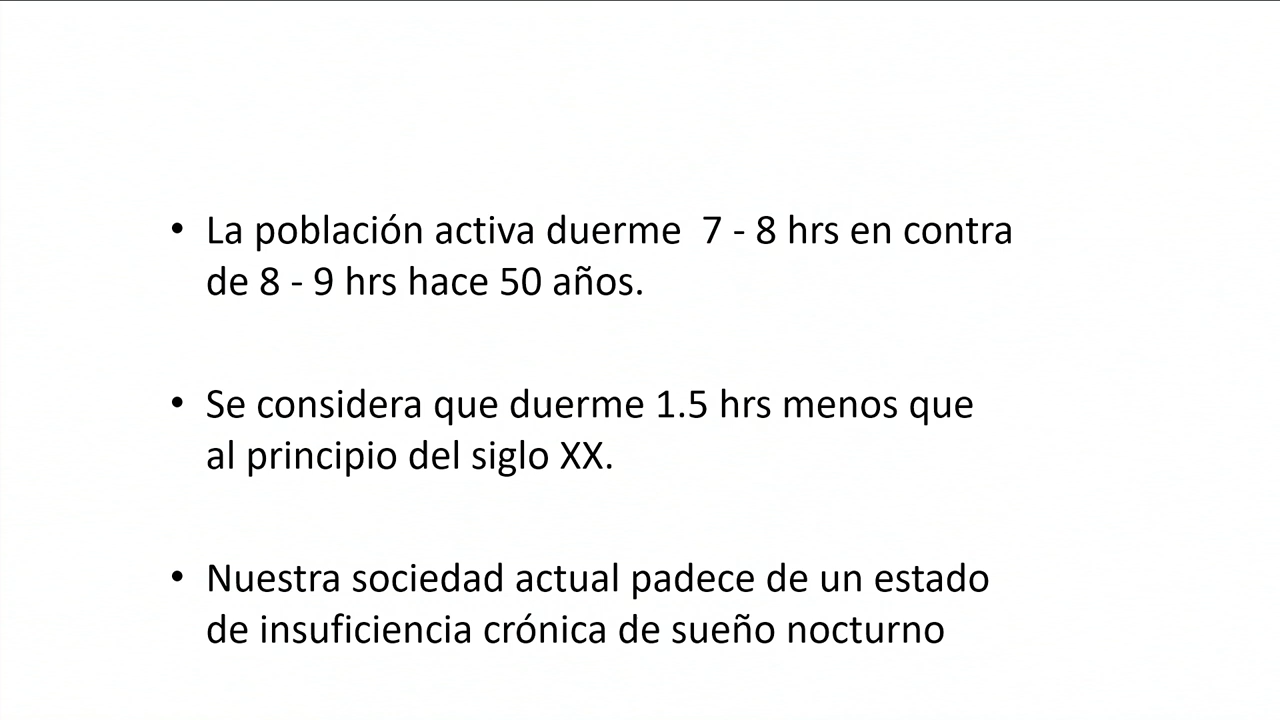 • La población activa duerme  7 - 8 hrs en contra
de 8 - 9 hrs hace 50 años.
• Se considera que duerme 1.5 hrs menos que
al principio del siglo XX.
• Nuestra sociedad actual padece de un estado
de insuficiencia crónica de sueño nocturno